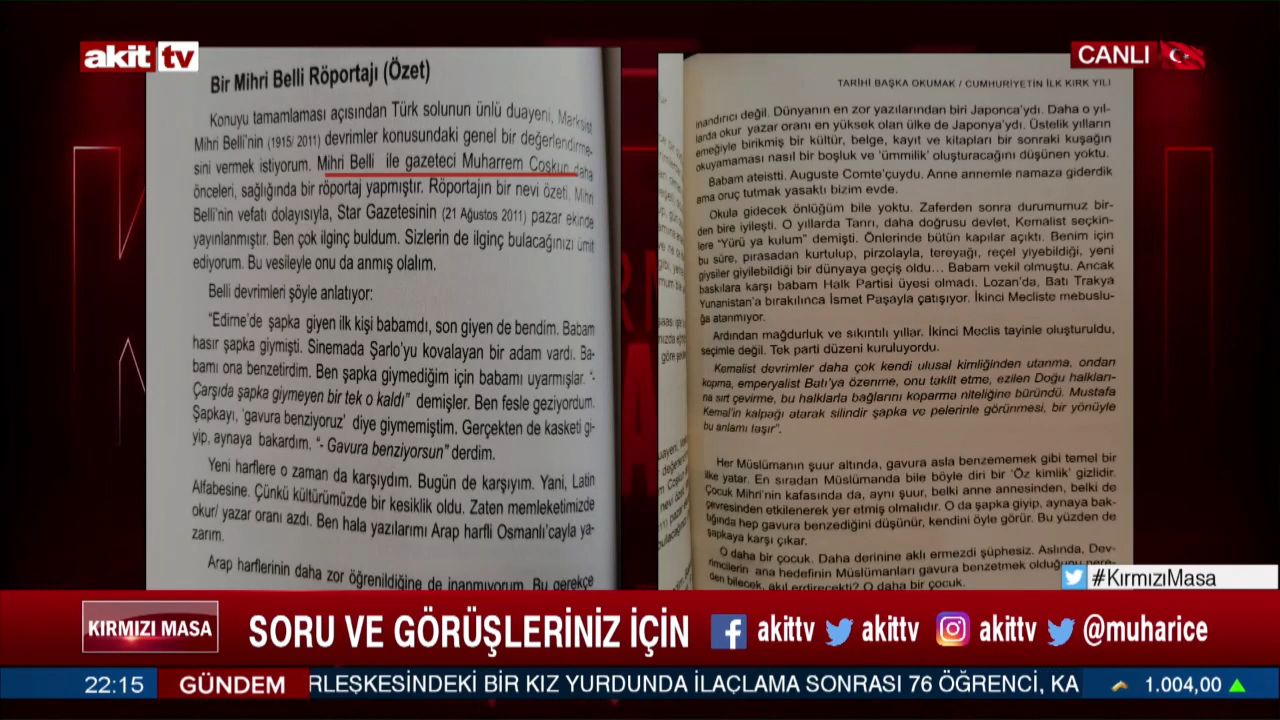 akit tv
CANLI
Bir Mihri Belli Röportajı (Özet)
Konuyu tamamlaması açısından Türk solunun ünlü duayeni, Marksist
Mihri Belli'nin (1915/ 2011) devrimler konusundaki genel bir değerlendirme-
sini vermek istiyorum. Mihri Belli ile gazeteci Muharrem Coşkun daha
önceleri, sağlığında bir röportaj yapmıştır. Röportajın bir nevi özeti, Mihri
Belli'nin vefatı dolayısıyla, Star Gazetesinin (21 Ağustos 2011) pazar ekinde
yayınlanmıştır. Ben çok ilginç buldum. Sizlerin de ilginç bulacağınızı ümit
ediyorum. Bu vesileyle onu da anmış olalım.
Belli devrimleri şöyle anlatıyor:
"Edirne'de şapka giyen ilk kişi babamdı, son giyen de bendim. Babam
hasır şapka giymişti. Sinemada Şarlo'yu kovalayan bir adam vardı. Ba-
bamı ona benzetirdim. Ben şapka giymediğim için babamı uyarmışlar. "-
Çarşıda şapka giymeyen bir tek o kaldı" demişler. Ben fesle geziyordum.
Şapkayı, 'gavura benziyoruz' diye giymemiştim. Gerçekten de kasketi gi-
yip, aynaya bakardım. "- Gavura benziyorsun" derdim.
Yeni harflere o zaman da karşıydım. Bugün de karşıyım. Yani, Latin
Alfabesine. Çünkü kültürümüzde bir kesiklik oldu. Zaten memleketimizde
okur/ yazar oranı azdı. Ben hala yazılarımı Arap harfli Osmanlı'cayla ya-
zarım.
Arap harflerinin daha zor öğrenildiğine de inanmıyorum. Bu gerekçe
TARİHİ BAŞKA OKUMAK / CUMHURİYETİN İLK KIRK YILI
inandırıcı değil. Dünyanın en zor yazılarından biri Japonca'ydı. Daha o yıl-
larda okur yazar oranı en yüksek olan ülke de Japonya'ydı. Üstelik yılların
emeğiyle birikmiş bir kültür, belge, kayıt ve kitapları bir sonraki kuşağın
okuyamaması nasıl bir boşluk ve 'ümmilik' oluşturacağını düşünen yoktu.
Babam ateistti. Auguste Comte'çuydu. Anne annemle namaza giderdik
ama oruç tutmak yasaktı bizim evde.
Okula gidecek önlüğüm bile yoktu. Zaferden sonra durumumuz bir-
den bire iyileşti. O yıllarda Tanrı, daha doğrusu devlet, Kemalist seçkin-
lere "Yürü ya kulum" demişti. Önlerinde bütün kapılar açıktı. Benim için
bu süre, pırasadan kurtulup, pirzolayla, tereyağı, reçel yiyebildiği, yeni
giysiler giyilebildiği bir dünyaya geçiş oldu... Babam vekil olmuştu. Ancak
baskılara karşı babam Halk Partisi üyesi olmadı. Lozan'da, Batı Trakya
Yunanistan'a bırakılınca İsmet Paşayla çatışıyor. İkinci Mecliste mebuslu-
ğa atanmıyor.
Ardından mağdurluk ve sıkıntılı yıllar. İkinci Meclis tayinle oluşturuldu,
seçimle değil. Tek parti düzeni kuruluyordu.
Kemalist devrimler daha çok kendi ulusal kimliğinden utanma, ondan
kopma, emperyalist Batı'ya özenme, onu taklit etme, ezilen Doğu halkları-
na sırt çevirme, bu halklarla bağlarını koparma niteliğine büründü. Mustafa
Kemal'in kalpağı atarak silindir şapka ve pelerinle görünmesi, bir yönüyle
bu anlamı taşır".
Her Müslümanın şuur altında, gavura asla benzememek gibi temel bir
ilke yatar. En sıradan Müslümanda bile böyle diri bir 'Öz kimlik' gizlidir.
Çocuk Mihri'nin kafasında da, aynı şuur, belki anne annesinden, belki de
çevresinden etkilenerek yer etmiş olmalıdır. O da şapka giyip, aynaya bak-
tığında hep gavura benzediğini düşünür, kendini öyle görür. Bu yüzden de
şapkaya karşı çıkar.
O daha bir çocuk. Daha derinine aklı ermezdi şüphesiz. Aslında, Dev-
rimcilerin ana hedefinin Müslümanları gavura benzetmek olduğunu nere-
den bilecek, akıl erdirecekti? O daha bir çocuk.
#KırmızıMasa
KIRMIZI MASA
SORU VE GÖRÜŞLERİNİZ İÇİN
akittv akittv akittv @muharice
22:15 GÜNDEM RLEŞKESİNDEKİ BİR KIZ YURDUNDA İLAÇLAMA SONRASI 76 ÖĞRENCİ, KA 1.004,00